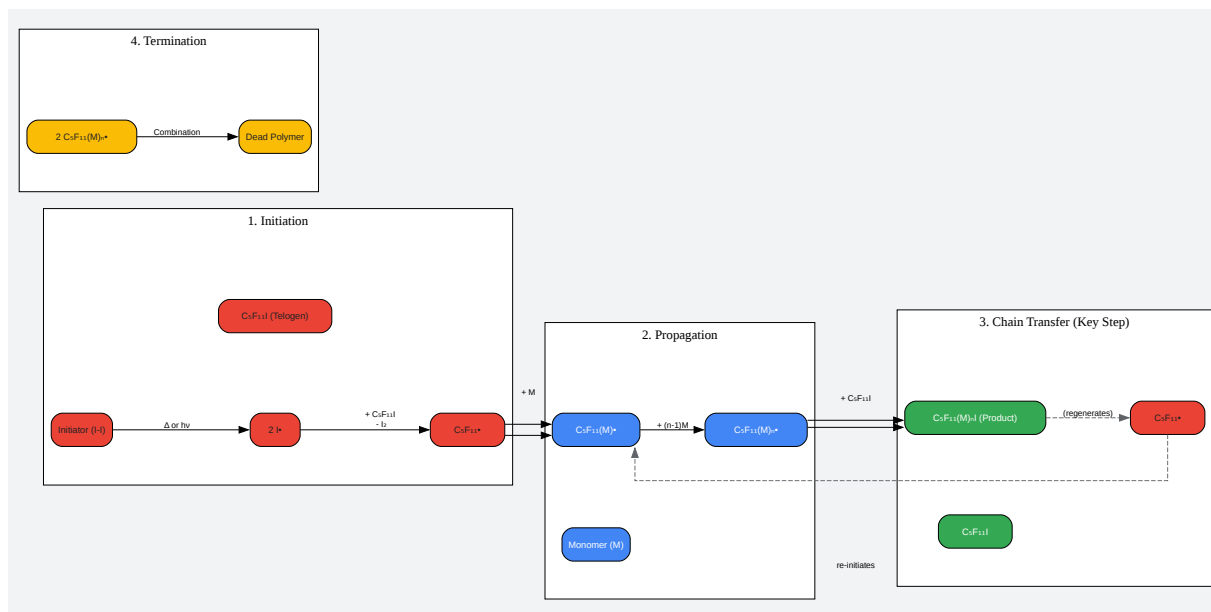 4. Termination
2 C₅F₁₁(M)ₙ•
Combination
Dead Polymer
1. Initiation
C₅F₁₁I (Telogen)
Initiator (I-I)
Δ or hν
2 I•
+ C₅F₁₁I
- I₂
C₅F₁₁•
+ M
2. Propagation
C₅F₁₁(M)•
+ (n-1)M
C₅F₁₁(M)ₙ•
Monomer (M)
+ C₅F₁₁I
re-initiates
3. Chain Transfer (Key Step)
C₅F₁₁(M)ₙI (Product)
(regenerates)
C₅F₁₁•
C₅F₁₁I